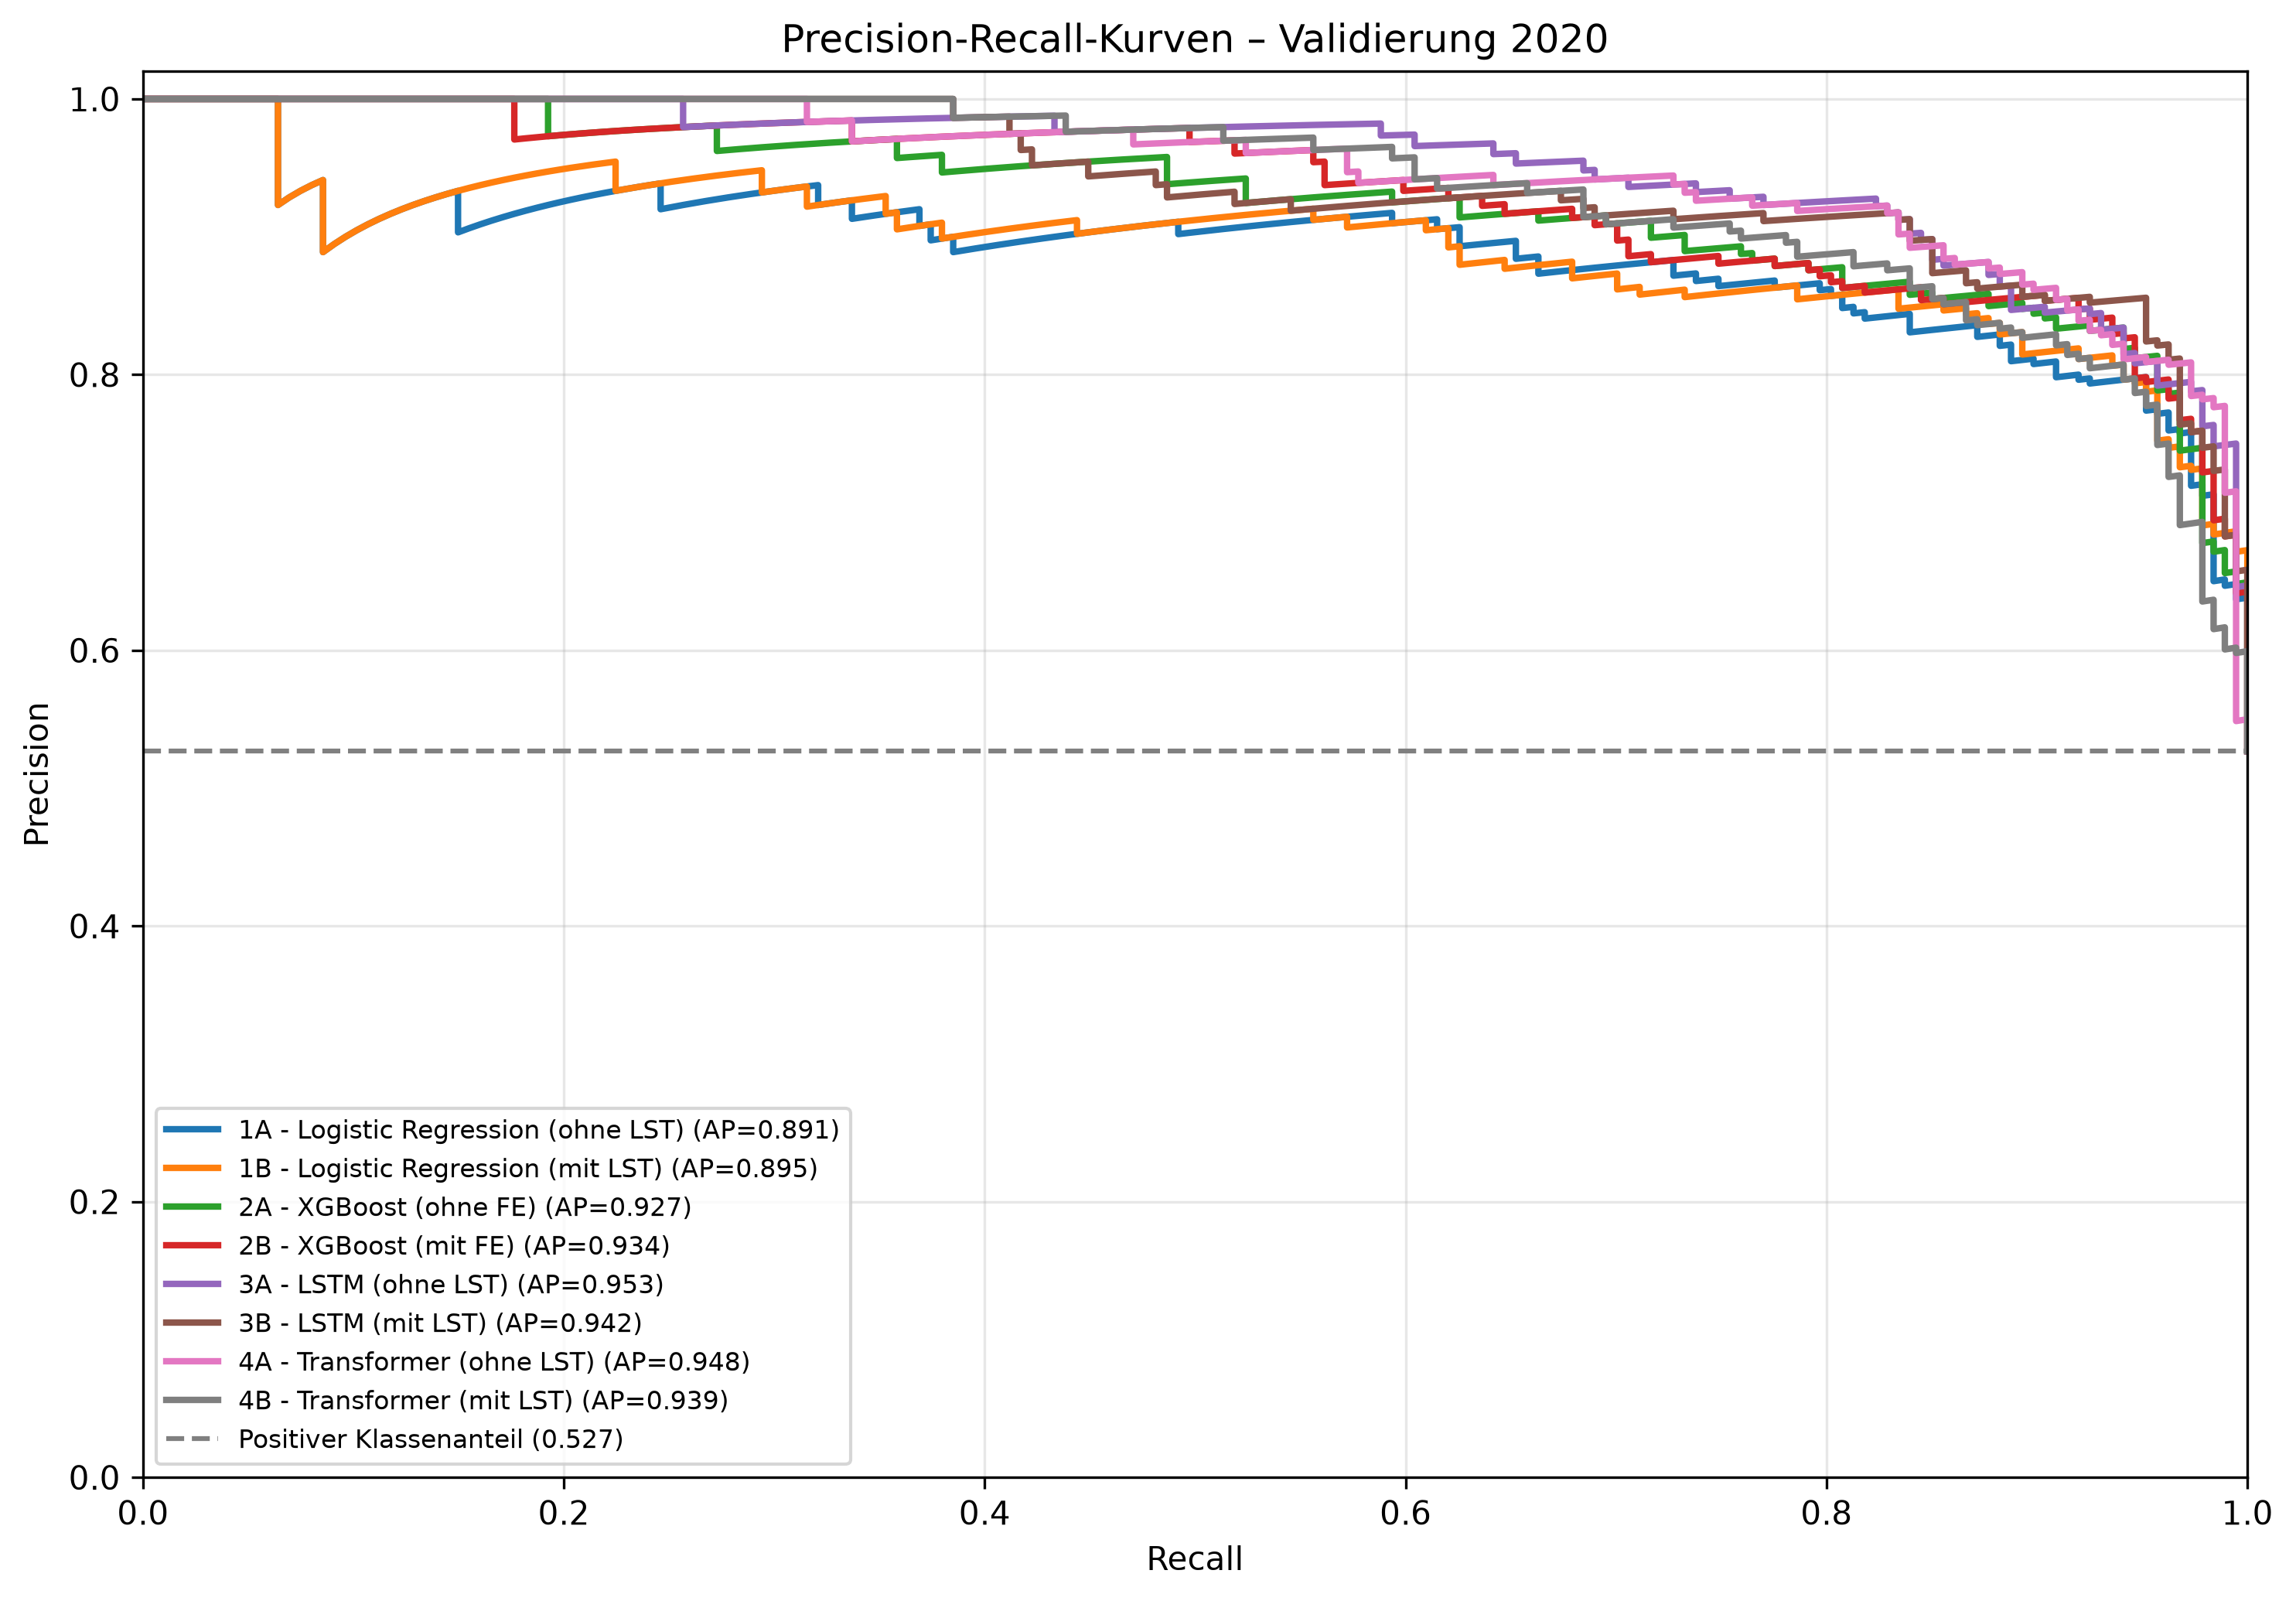 Precision-Recall-Kurven – Validierung 2020
1.0
0.8
0.6
0.4
0.2
0.0
Precision
1A - Logistic Regression (ohne LST) (AP=0.891)
1B - Logistic Regression (mit LST) (AP=0.895)
2A - XGBoost (ohne FE) (AP=0.927)
2B - XGBoost (mit FE) (AP=0.934)
3A - LSTM (ohne LST) (AP=0.953)
3B - LSTM (mit LST) (AP=0.942)
4A - Transformer (ohne LST) (AP=0.948)
4B - Transformer (mit LST) (AP=0.939)
Positiver Klassenanteil (0.527)
0.0 0.2 0.4 0.6 0.8 1.0
Recall